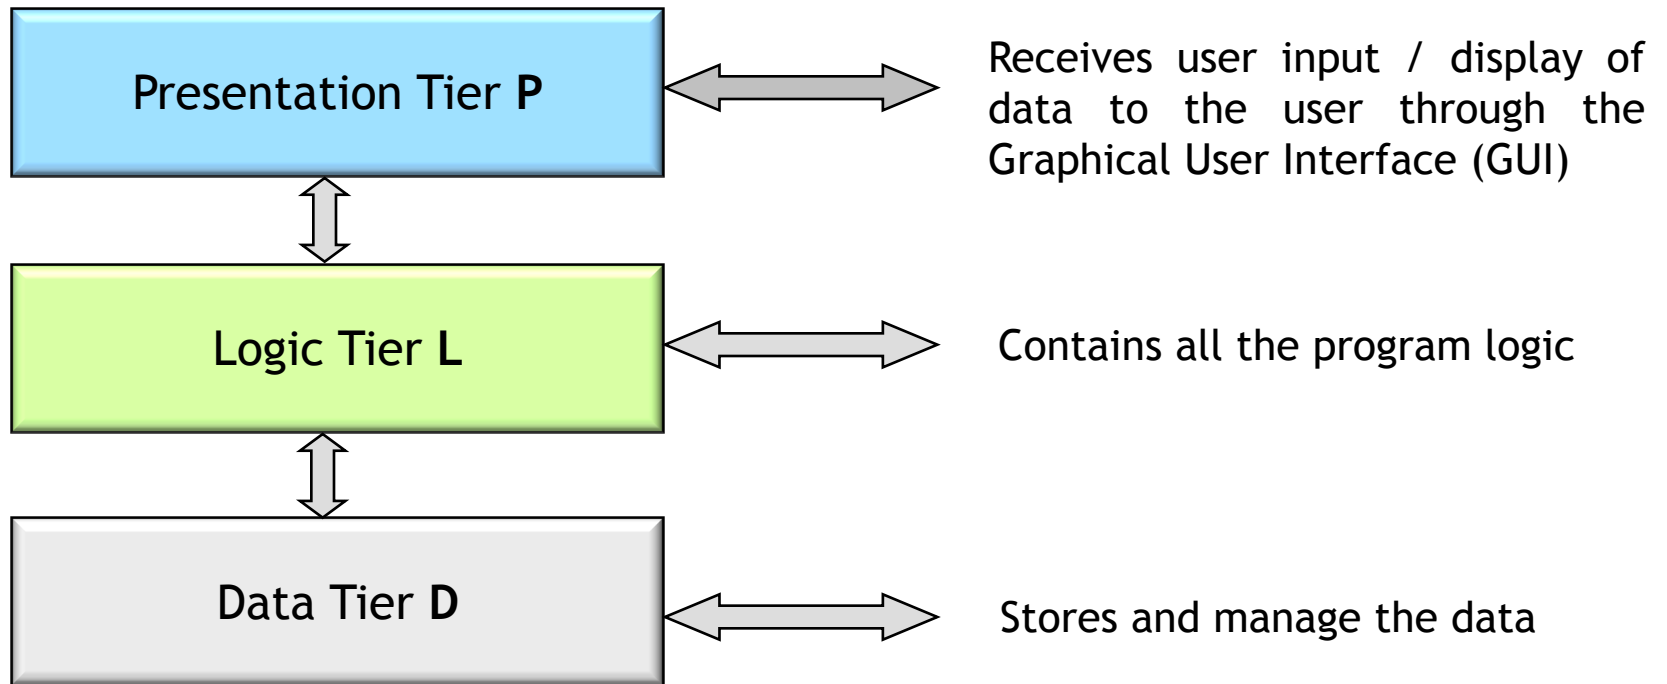 Presentation Tier P
Receives user input / display of
data to the user through the
Graphical User Interface (GUI)
Logic Tier L
Contains all the program logic
Data Tier D
Stores and manage the data